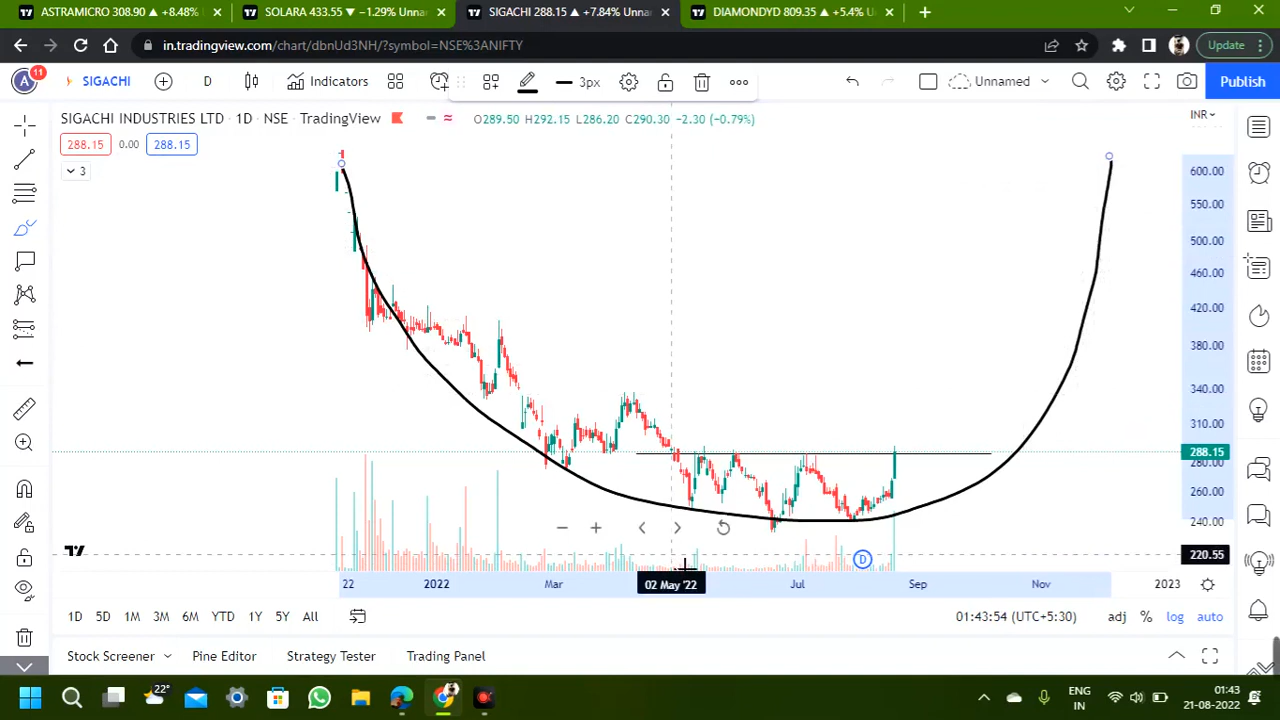 ASTRAMICRO 308.90 ▲ +8.48%
SOLARA 433.55 ▼ −1.29% Unna
SIGACHI 288.15 ▲ +7.84% Unna
DIAMONDYD 809.35 ▲ +5.4% U
in.tradingview.com/chart/dbnUd3NH/?symbol=NSE%3ANIFTY
Update
A 11
SIGACHI
D
Indicators
3px
Unnamed
Publish
SIGACHI INDUSTRIES LTD · 1D · NSE · TradingView
O289.50 H292.15 L286.20 C290.30 −2.30 (−0.79%)
INR
288.15
0.00
288.15
3
600.00
550.00
500.00
460.00
420.00
380.00
340.00
310.00
288.15
280.00
260.00
240.00
220.55
D
22
2022
Mar
02 May '22
Jul
Sep
Nov
2023
1D 5D 1M 3M 6M YTD 1Y 5Y All
01:43:54 (UTC+5:30)
adj % log auto
Stock Screener
Pine Editor
Strategy Tester
Trading Panel
22°
ENG
IN
01:43
21-08-2022